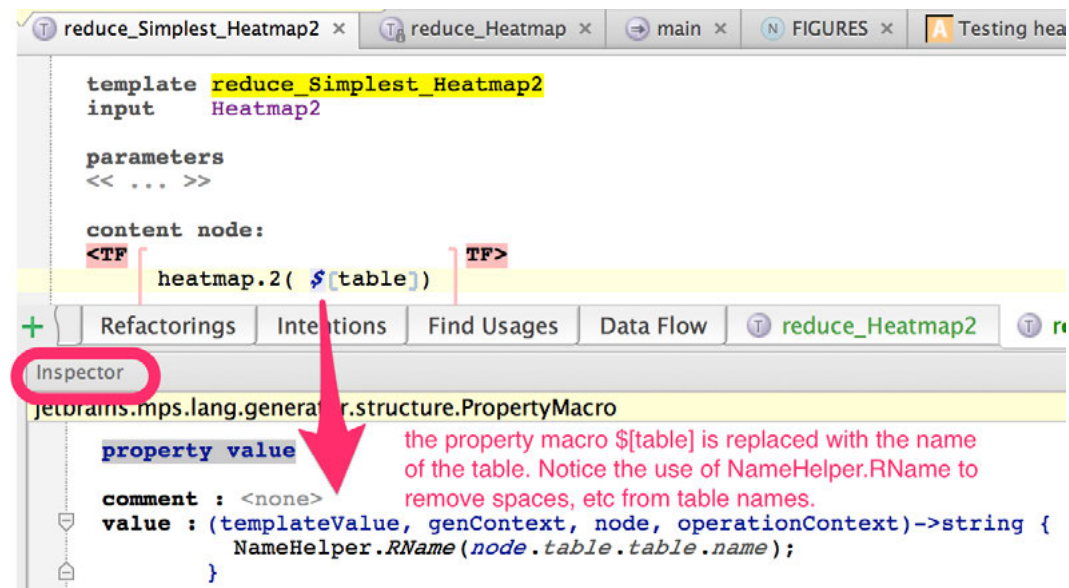 reduce_Simplest_Heatmap2 × reduce_Heatmap × main × N FIGURES × A Testing hea
template reduce_Simplest_Heatmap2
input Heatmap2
parameters
<< ... >>
content node:
<TF TF>
heatmap.2( $[table])
+ Refactorings Intentions Find Usages Data Flow T reduce_Heatmap2 T re
Inspector
jetbrains.mps.lang.generator.structure.PropertyMacro
property value
the property macro $[table] is replaced with the name
of the table. Notice the use of NameHelper.RName to
remove spaces, etc from table names.
comment : <none>
value : (templateValue, genContext, node, operationContext)->string {
NameHelper.RName(node.table.table.name);
}